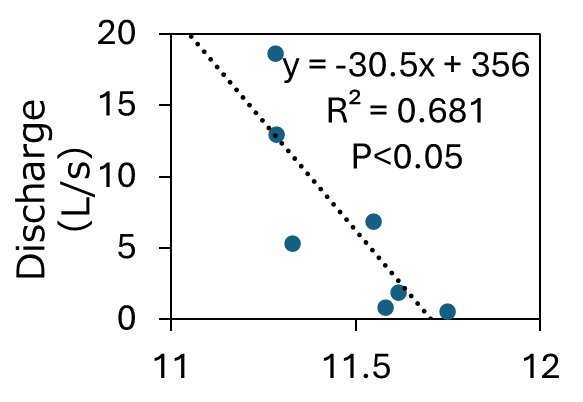 Discharge
(L/s)
20
15
10
5
0
y = -30.5x + 356
R² = 0.681
P<0.05
11
11.5
12